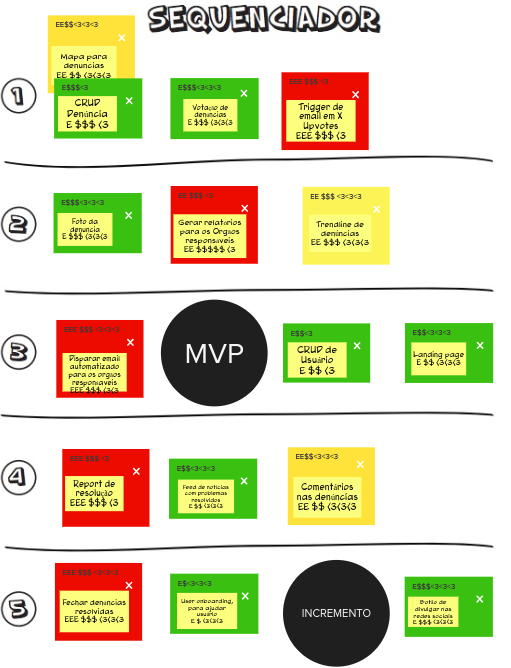 SEQUENCIADOR
1
EE$$<3<3<3
X
Mapa para
denuncias
EE $$ <3<3<3
E$$$<3
X
CRUD
Denúncia
E $$$ <3
E$$$<3<3<3
X
Votação de
denuncias
E $$$ <3<3<3
EEE $$$ <3
X
Trigger de
email em X
Upvotes
EEE $$$ <3
2
E$$$<3<3<3
X
Foto da
denuncia
E $$$ <3<3<3
X
Gerar relatorios
para os Orgãos
responsaveis
EE $$$$$ <3
EE $$$ <3<3<3
X
Trendline de
denúncias
EE $$$ <3<3<3
3
EEE $$$ <3<3<3
X
Disparar email
automatizado
para os orgãos
responsaveis
EEE $$$ <3<3<3
MVP
E$$<3
X
CRUD de
Usuário
E $$ <3
E$$<3<3<3
X
Landing page
E $$ <3<3<3
4
EEE $$$ <3
X
Report de
resolução
EEE $$$ <3
E$$<3<3<3
X
Feed de noticias
com problemas
resolvidos
E $$ <3<3<3
EE$$<3<3<3
X
Comentários
nas denúncias
EE $$ <3<3<3
5
EEE $$$ <3<3<3
X
Fechar denuncias
resolvidas
EEE $$$ <3<3<3
E$<3<3<3
X
User onboarding,
para ajudar
usuário
E $ <3<3<3
INCREMENTO
E$$$<3<3<3
X
Botão de
divulgar nas
redes sociais
E $$$ <3<3<3